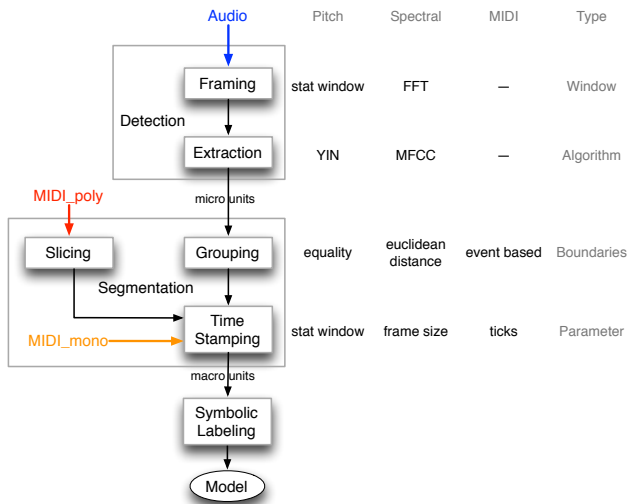 Audio Pitch Spectral MIDI Type
Framing stat window FFT — Window
Detection
Extraction YIN MFCC — Algorithm
MIDI_poly
micro units
Slicing Grouping equality euclidean distance event based Boundaries
Segmentation
Time Stamping stat window frame size ticks Parameter
MIDI_mono
macro units
Symbolic Labeling
Model